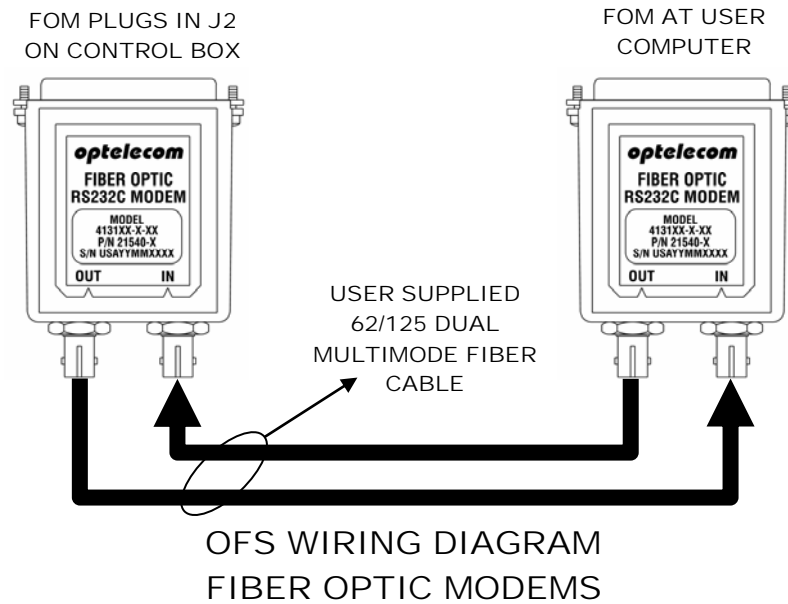 FOM PLUGS IN J2
ON CONTROL BOX
FOM AT USER
COMPUTER
optelecom
FIBER OPTIC
RS232C MODEM
MODEL
4131XX-X-XX
P/N 21540-X
S/N USAYYMMXXXX
OUT IN
optelecom
FIBER OPTIC
RS232C MODEM
MODEL
4131XX-X-XX
P/N 21540-X
S/N USAYYMMXXXX
OUT IN
USER SUPPLIED
62/125 DUAL
MULTIMODE FIBER
CABLE
OFS WIRING DIAGRAM
FIBER OPTIC MODEMS